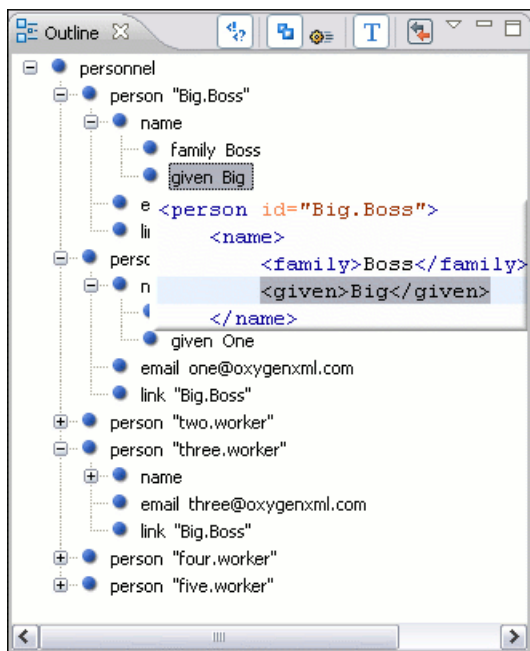 Outline
T
personnel
person "Big.Boss"
name
family Boss
given Big
<person id="Big.Boss">
<name>
<family>Boss</family>
<given>Big</given>
</name>
given One
email one@oxygenxml.com
link "Big.Boss"
person "two.worker"
person "three.worker"
name
email three@oxygenxml.com
link "Big.Boss"
person "four.worker"
person "five.worker"